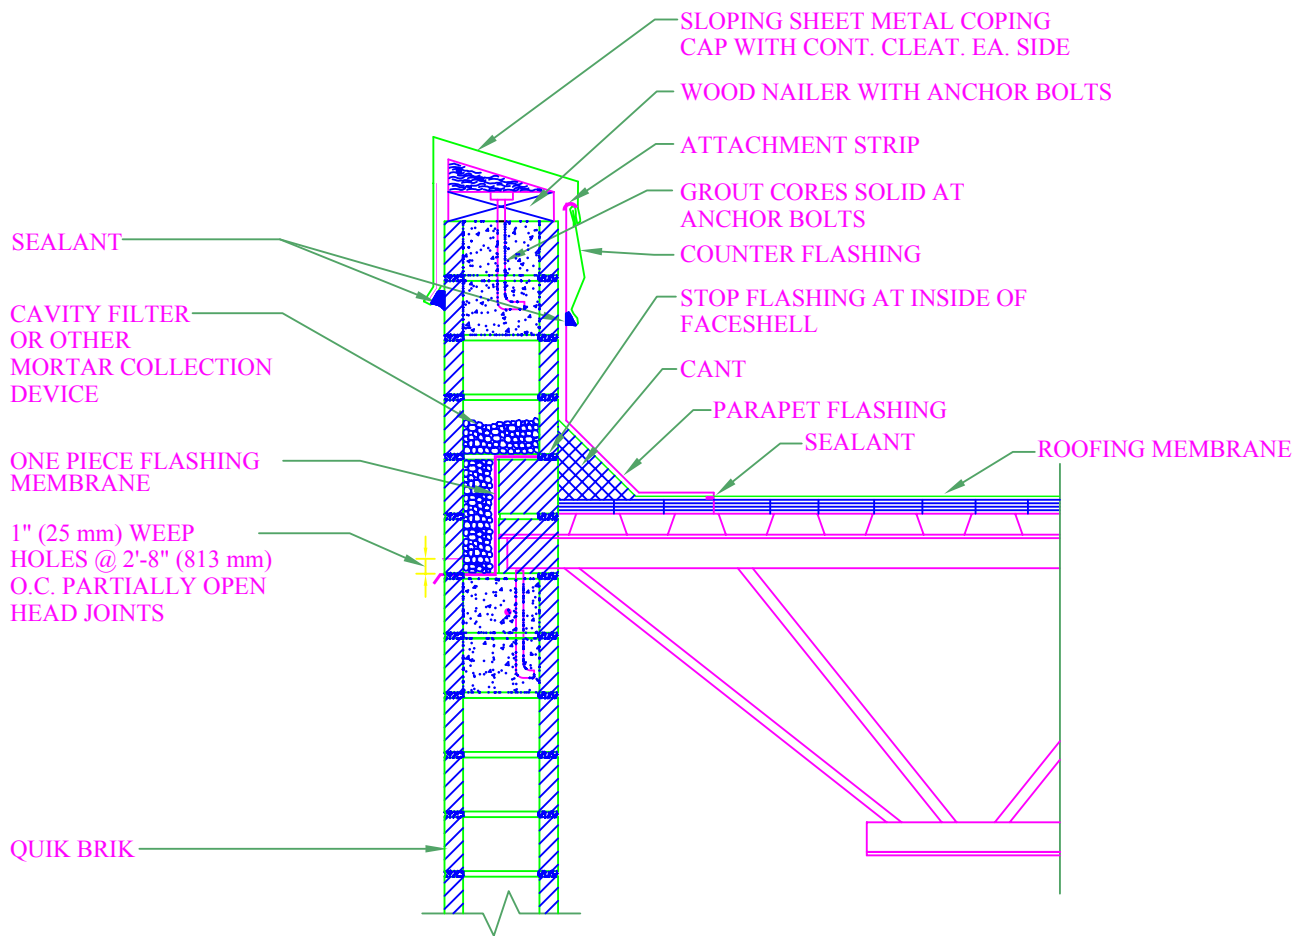 SLOPING SHEET METAL COPING
CAP WITH CONT. CLEAT. EA. SIDE
WOOD NAILER WITH ANCHOR BOLTS
ATTACHMENT STRIP
GROUT CORES SOLID AT
ANCHOR BOLTS
COUNTER FLASHING
STOP FLASHING AT INSIDE OF
FACESHELL
CANT
PARAPET FLASHING
SEALANT
ROOFING MEMBRANE
SEALANT
CAVITY FILTER
OR OTHER
MORTAR COLLECTION
DEVICE
ONE PIECE FLASHING
MEMBRANE
1" (25 mm) WEEP
HOLES @ 2'-8" (813 mm)
O.C. PARTIALLY OPEN
HEAD JOINTS
QUIK BRIK